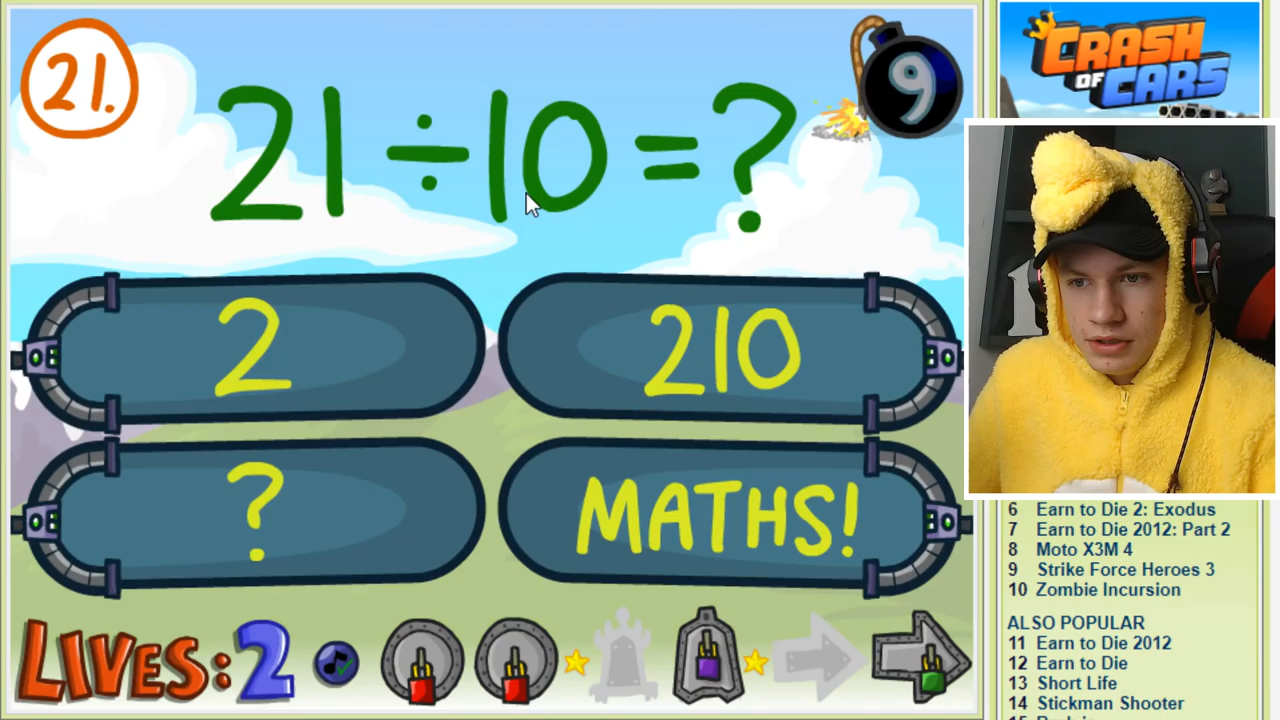 21.
21÷10=?
9
2
210
?
MATHS!
LIVES: 2
CRASH
OF CARS
6 Earn to Die 2: Exodus
7 Earn to Die 2012: Part 2
8 Moto X3M 4
9 Strike Force Heroes 3
10 Zombie Incursion
ALSO POPULAR
11 Earn to Die 2012
12 Earn to Die
13 Short Life
14 Stickman Shooter
15